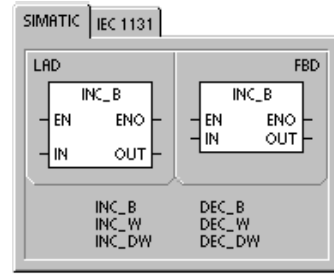 SIMATIC IEC 1131
LAD FBD
INC_B INC_B
EN ENO EN ENO
IN OUT IN OUT
INC_B DEC_B
INC_W DEC_W
INC_DW DEC_DW